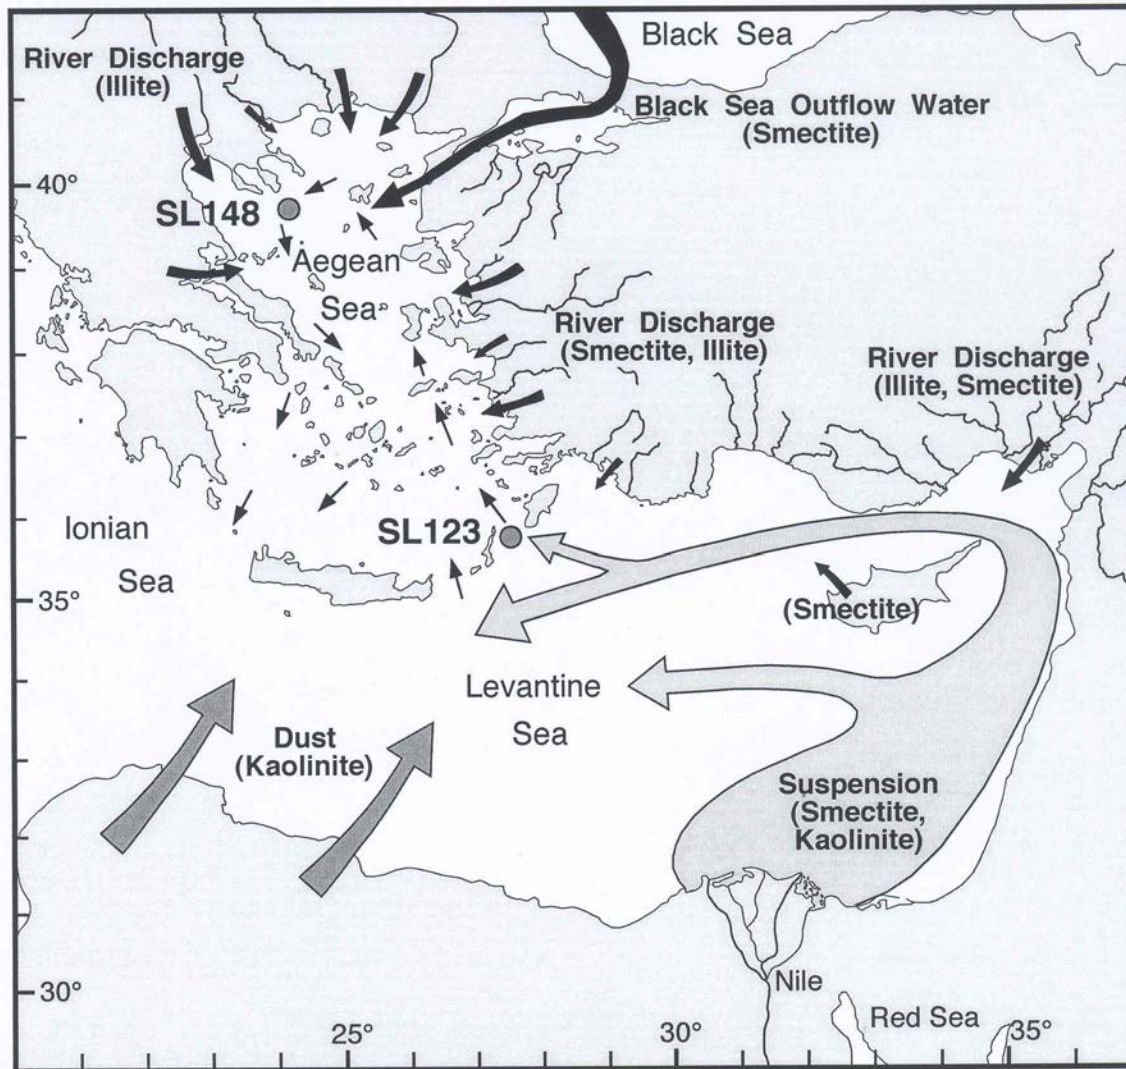 Black Sea
River Discharge
(Illite)
Black Sea Outflow Water
(Smectite)
40°
SL148
Aegean
Sea
River Discharge
(Smectite, Illite)
River Discharge
(Illite, Smectite)
Ionian
Sea
SL123
35°
(Smectite)
Levantine
Sea
Dust
(Kaolinite)
Suspension
(Smectite,
Kaolinite)
Nile
30°
Red Sea
25°
30°
35°